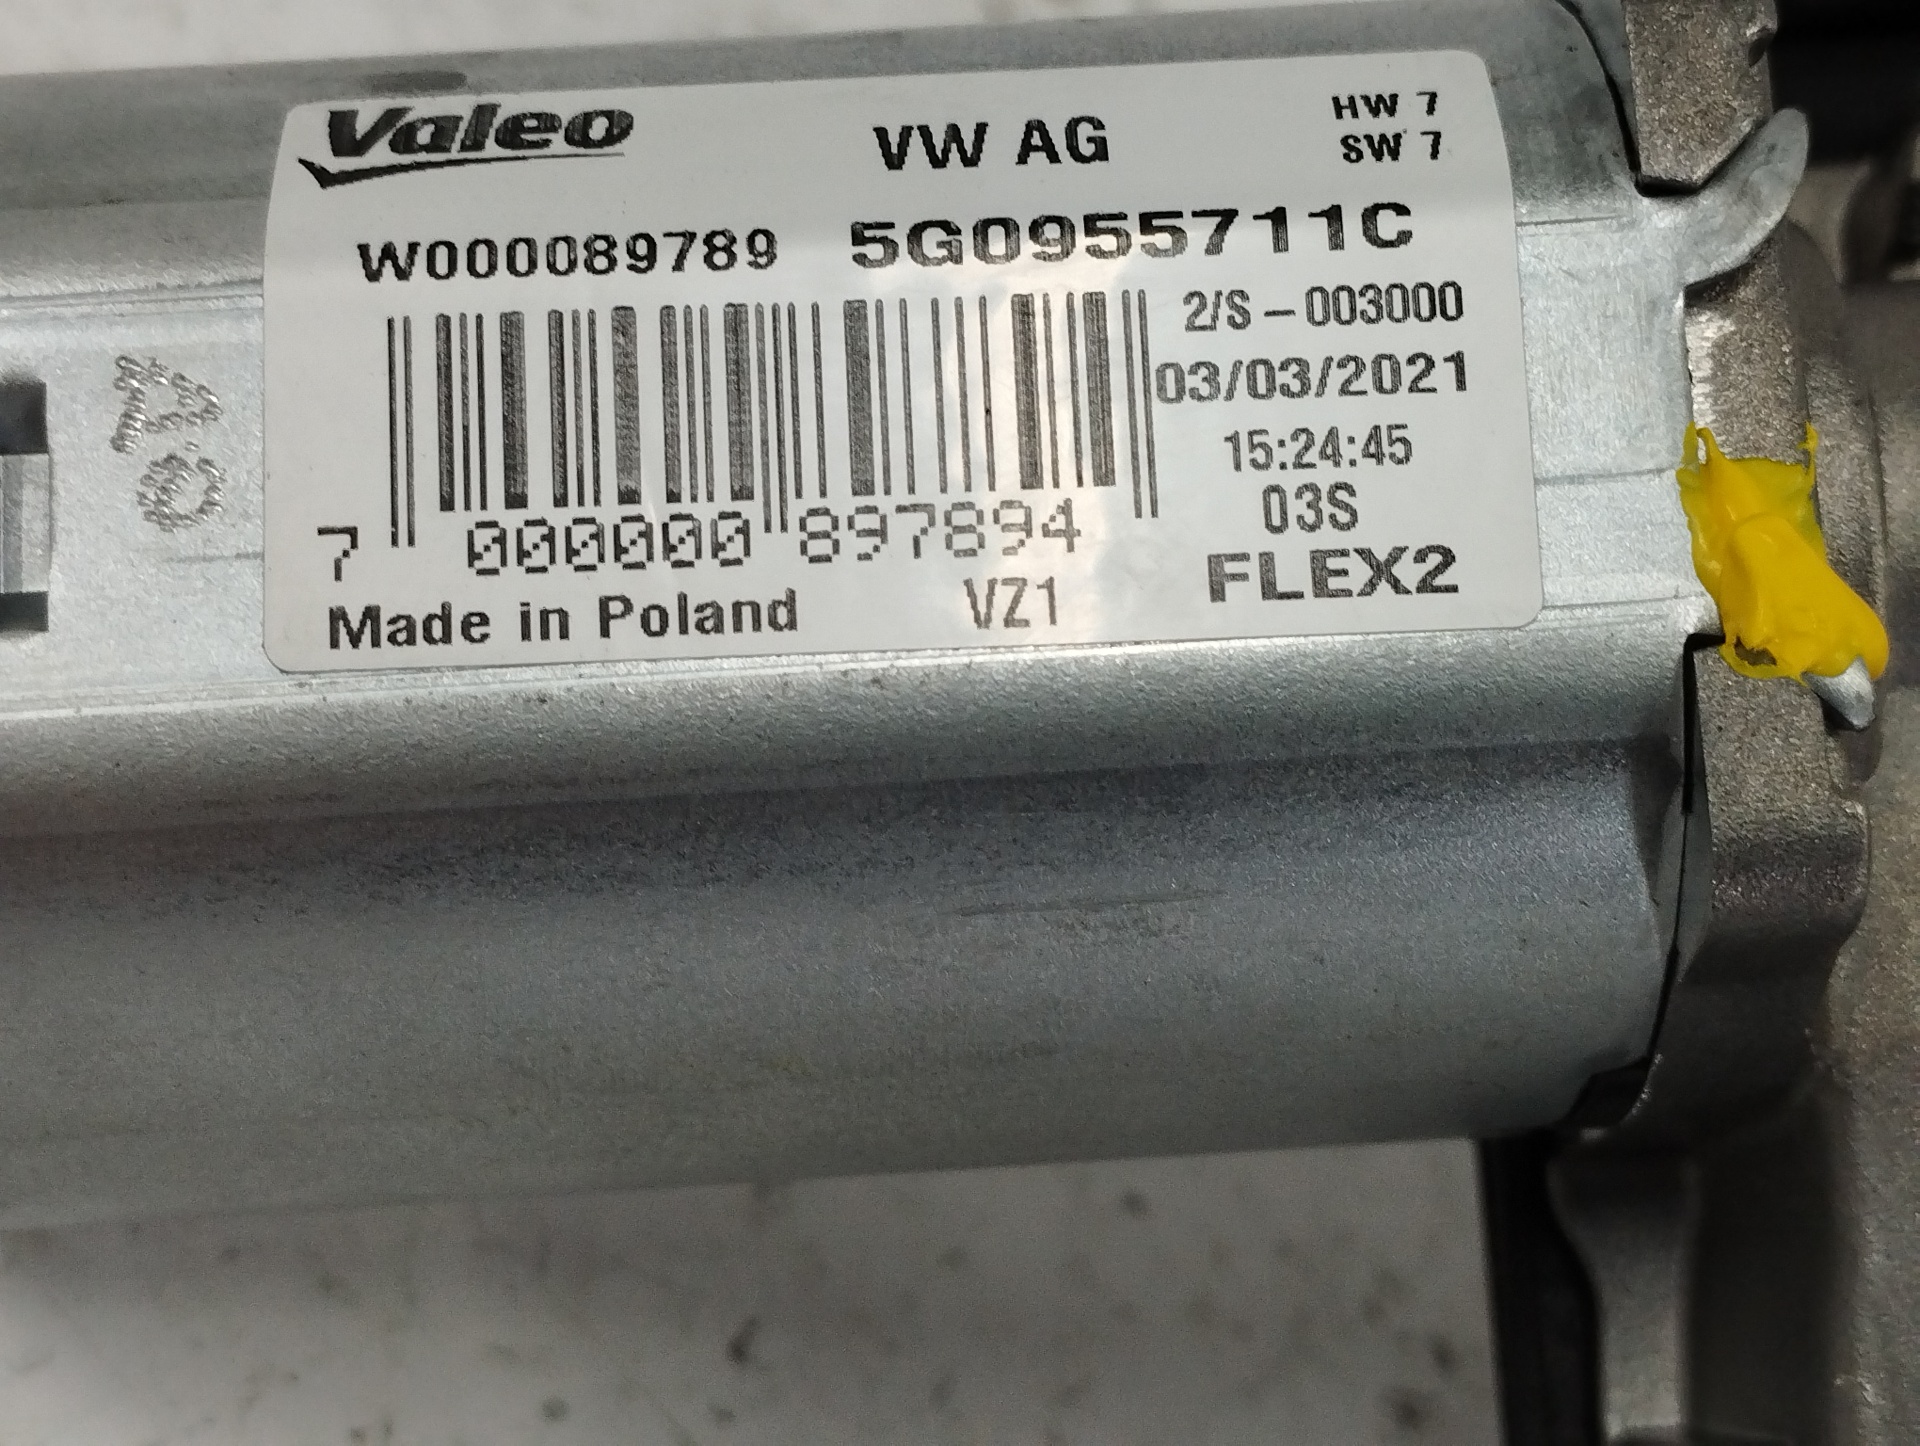 Valeo VW AG HW 7
SW 7
W000089789 5G0955711C
2/S-003000
03/03/2021
15:24:45
03S
7 000000 897894
Made in Poland VZ1 FLEX2